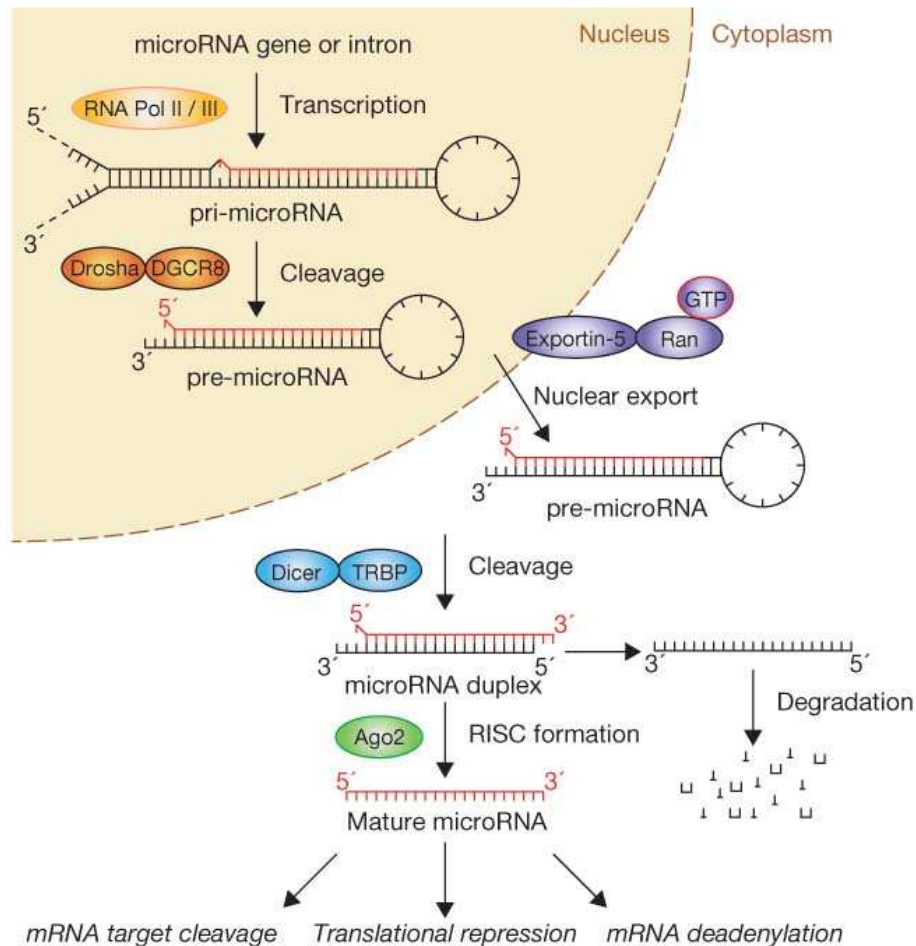 Nucleus
Cytoplasm
microRNA gene or intron
RNA Pol II / III
Transcription
5´
3´
pri-microRNA
Drosha
DGCR8
Cleavage
5´
3´
pre-microRNA
GTP
Exportin-5
Ran
Nuclear export
5´
3´
pre-microRNA
Dicer
TRBP
Cleavage
5´
3´
3´
5´
microRNA duplex
3´
5´
Degradation
Ago2
RISC formation
5´
3´
Mature microRNA
mRNA target cleavage
Translational repression
mRNA deadenylation